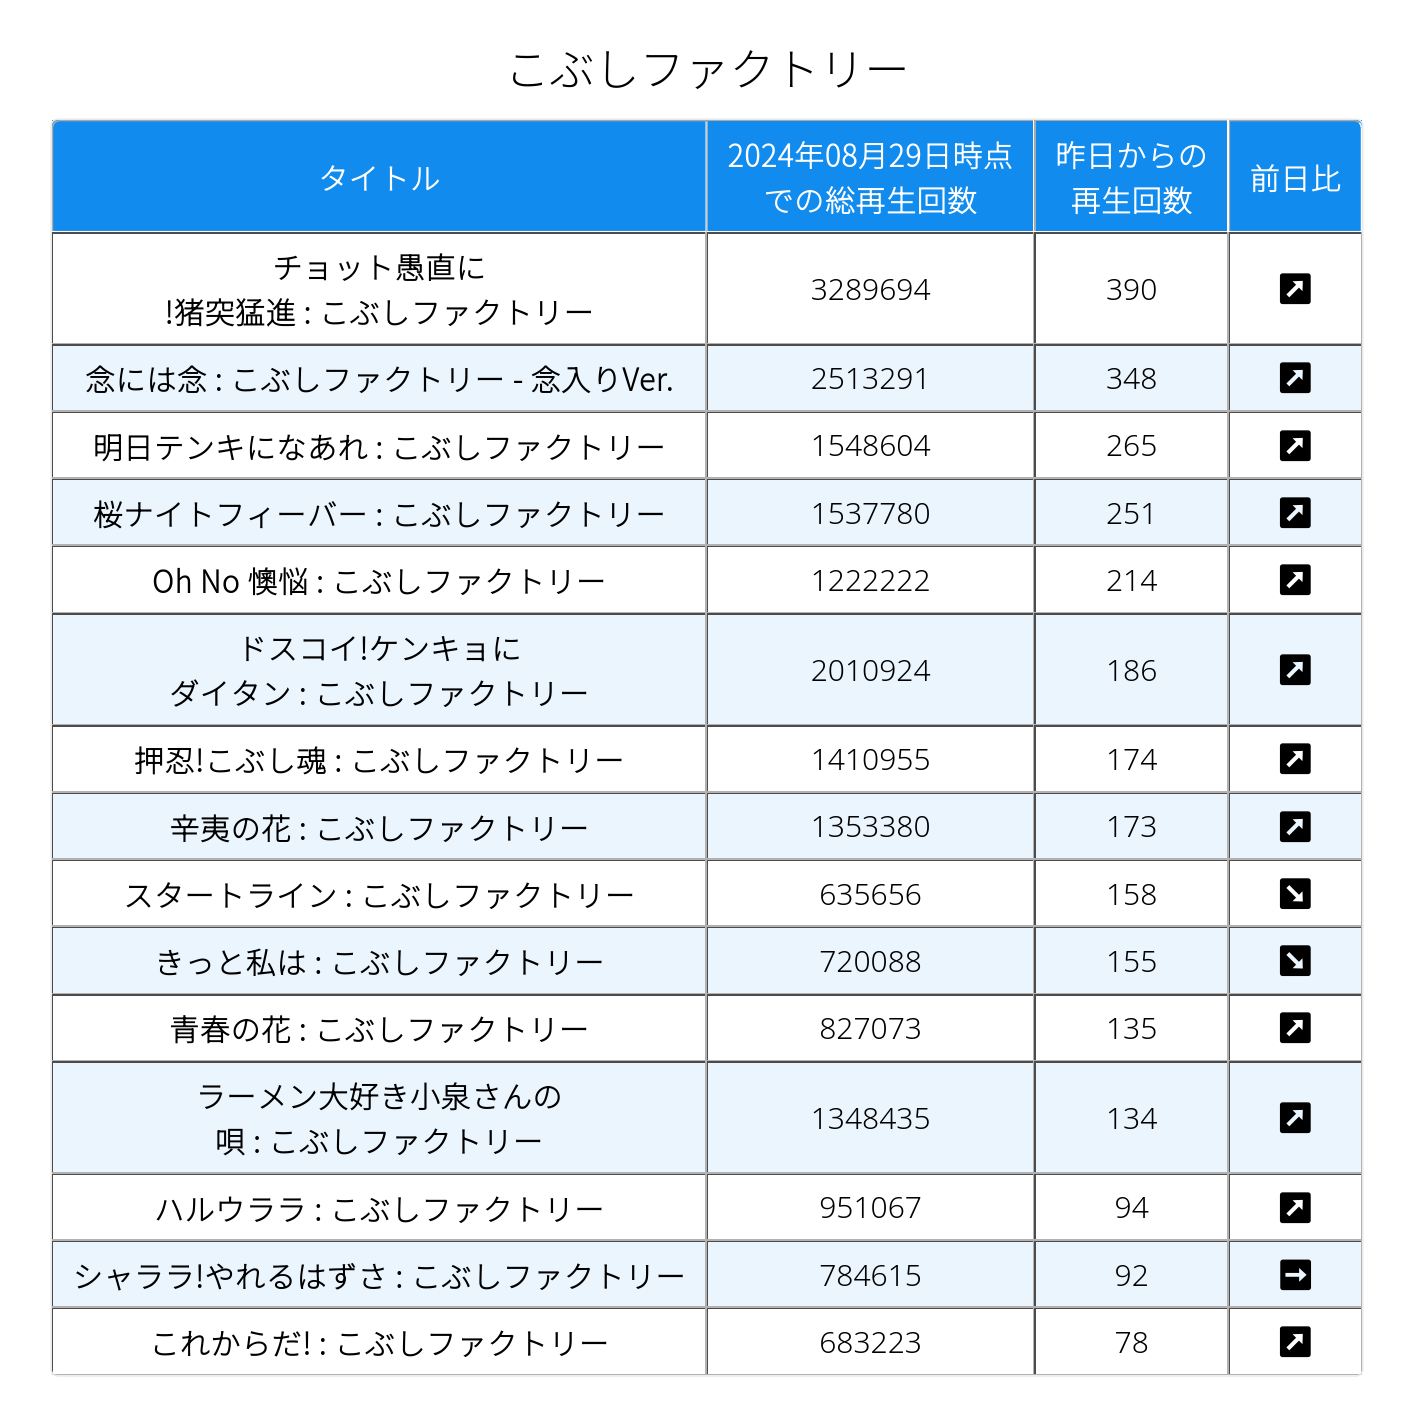 こぶしファクトリー
タイトル
2024年08月29日時点
での総再生回数
昨日からの
再生回数
前日比
チョット愚直に
!猪突猛進 : こぶしファクトリー
3289694
390
念には念 : こぶしファクトリー - 念入りVer.
2513291
348
明日テンキになあれ : こぶしファクトリー
1548604
265
桜ナイトフィーバー : こぶしファクトリー
1537780
251
Oh No 懊悩 : こぶしファクトリー
1222222
214
ドスコイ!ケンキョに
ダイタン : こぶしファクトリー
2010924
186
押忍!こぶし魂 : こぶしファクトリー
1410955
174
辛夷の花 : こぶしファクトリー
1353380
173
スタートライン : こぶしファクトリー
635656
158
きっと私は : こぶしファクトリー
720088
155
青春の花 : こぶしファクトリー
827073
135
ラーメン大好き小泉さんの
唄 : こぶしファクトリー
1348435
134
ハルウララ : こぶしファクトリー
951067
94
シャララ!やれるはずさ : こぶしファクトリー
784615
92
これからだ! : こぶしファクトリー
683223
78